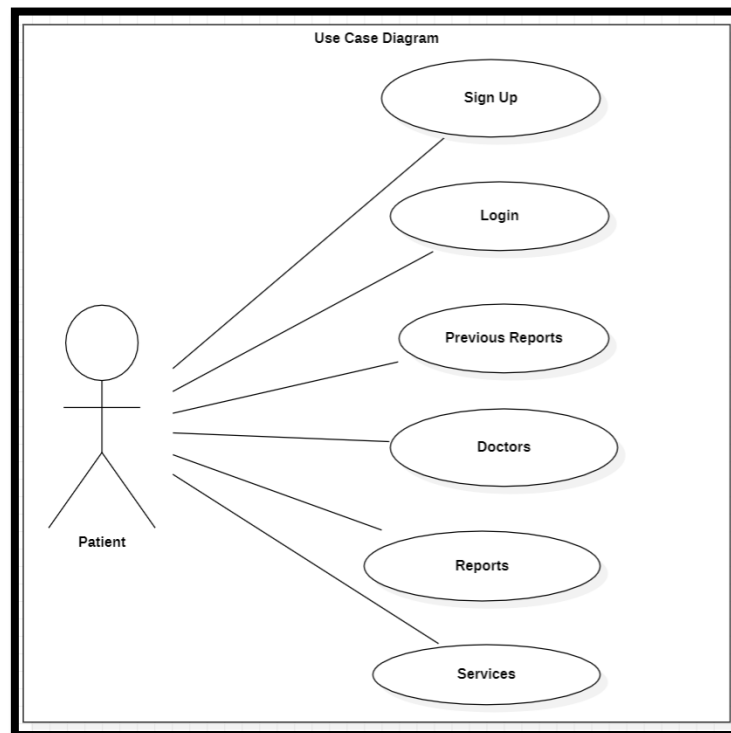 Use Case Diagram
Sign Up
Login
Previous Reports
Doctors
Patient
Reports
Services